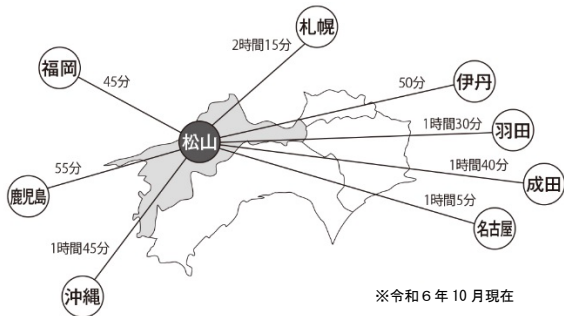 札幌
2時間15分
福岡
45分
伊丹
50分
羽田
1時間30分
松山
成田
1時間40分
鹿児島
55分
名古屋
1時間5分
沖縄
1時間45分
※令和6年10月現在